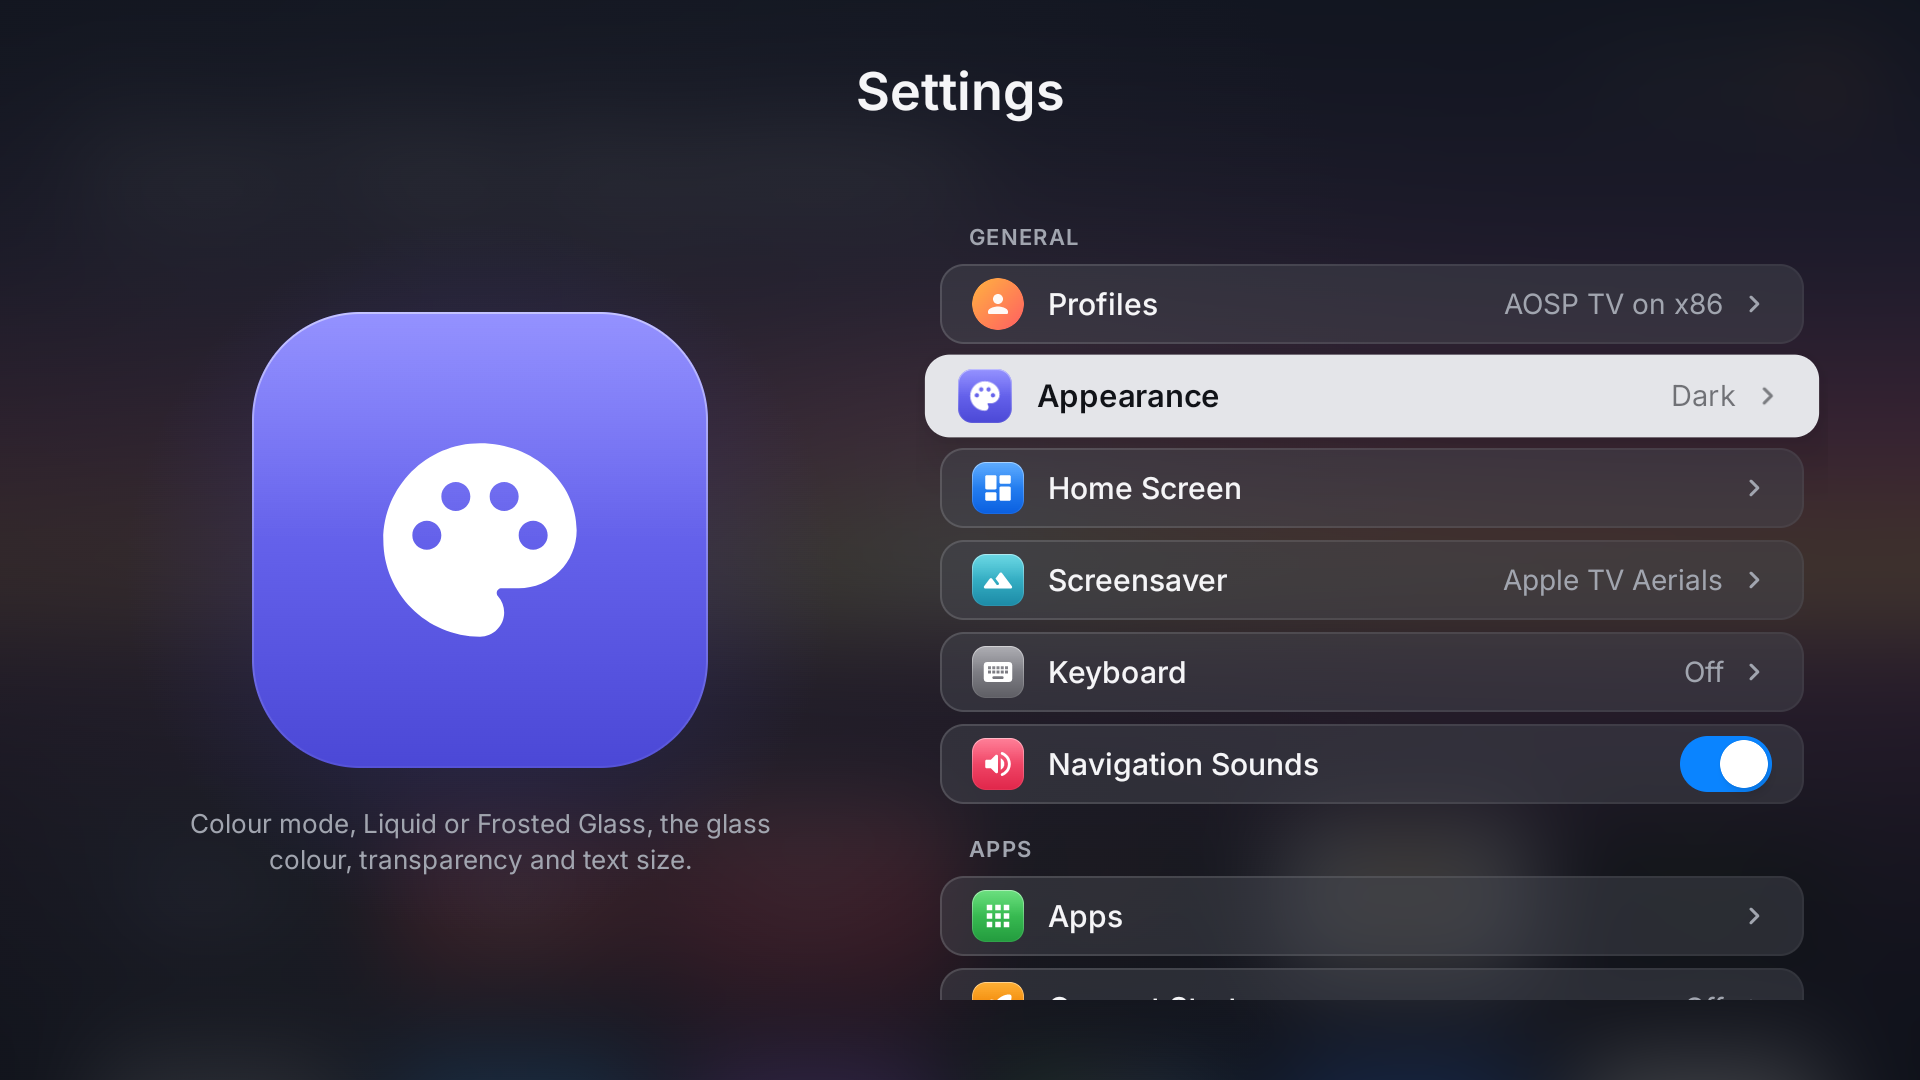 Settings
GENERAL
Profiles AOSP TV on x86
Appearance Dark
Home Screen
Screensaver Apple TV Aerials
Keyboard Off
Navigation Sounds
Colour mode, Liquid or Frosted Glass, the glass
colour, transparency and text size.
APPS
Apps